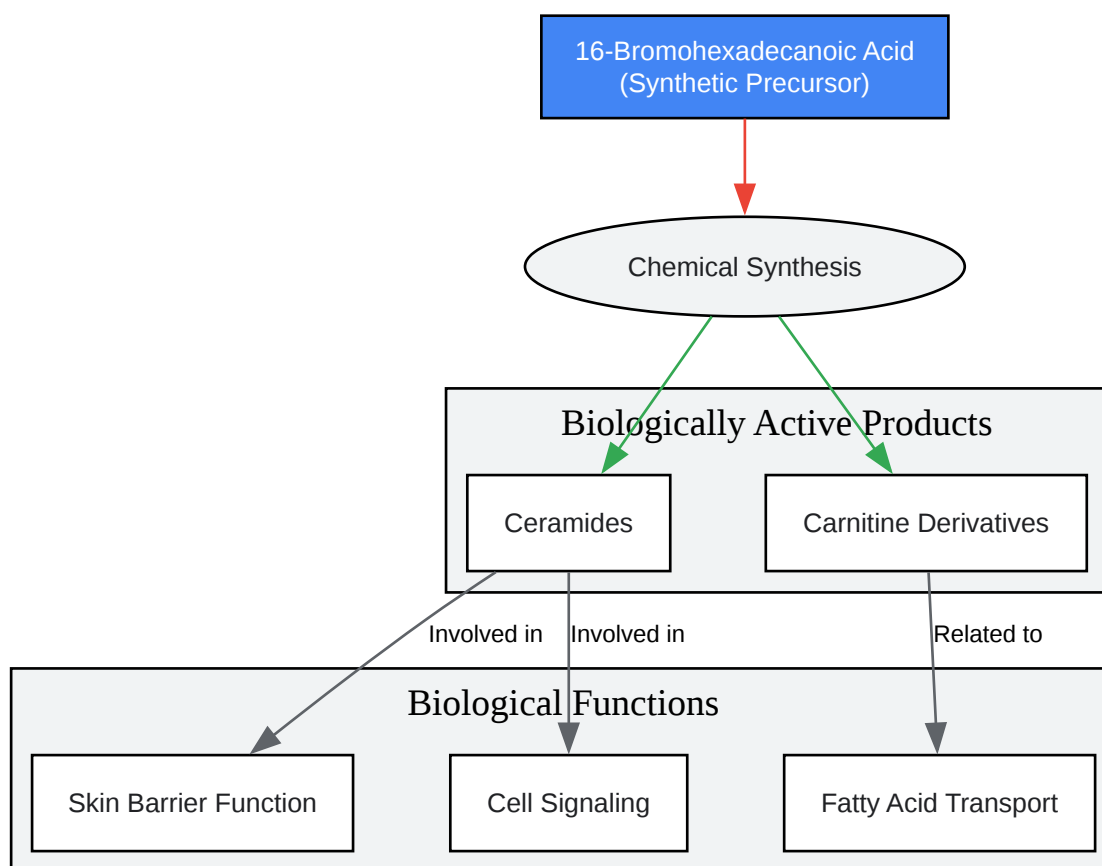 16-Bromohexadecanoic Acid
(Synthetic Precursor)
Chemical Synthesis
Biologically Active Products
Ceramides
Carnitine Derivatives
Involved in
Involved in
Related to
Biological Functions
Skin Barrier Function
Cell Signaling
Fatty Acid Transport